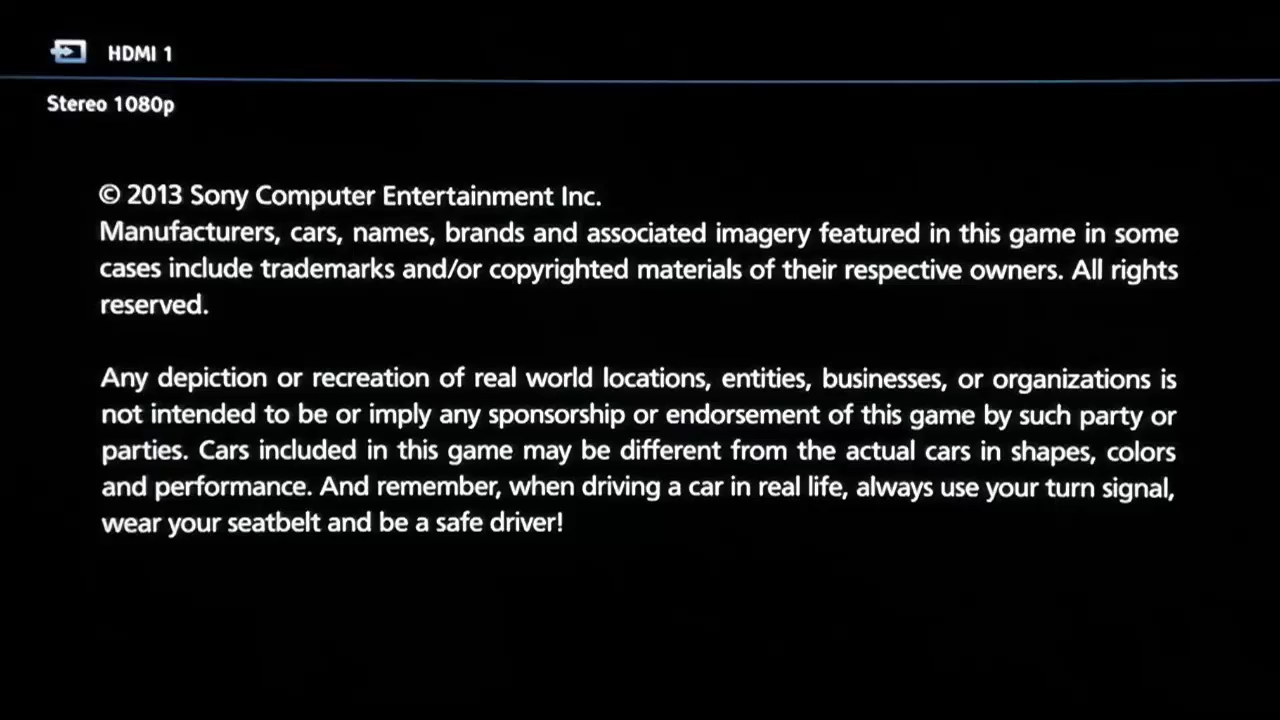 HDMI 1
Stereo 1080p
© 2013 Sony Computer Entertainment Inc.
Manufacturers, cars, names, brands and associated imagery featured in this game in some
cases include trademarks and/or copyrighted materials of their respective owners. All rights
reserved.
Any depiction or recreation of real world locations, entities, businesses, or organizations is
not intended to be or imply any sponsorship or endorsement of this game by such party or
parties. Cars included in this game may be different from the actual cars in shapes, colors
and performance. And remember, when driving a car in real life, always use your turn signal,
wear your seatbelt and be a safe driver!